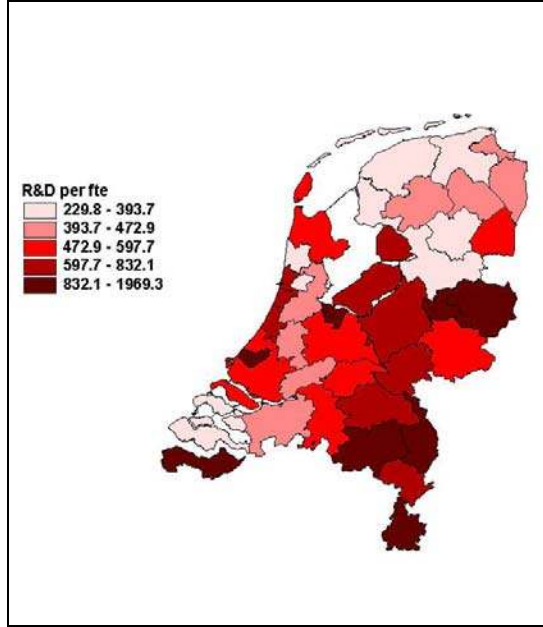 R&D per fte
229.8 - 393.7
393.7 - 472.9
472.9 - 597.7
597.7 - 832.1
832.1 - 1969.3